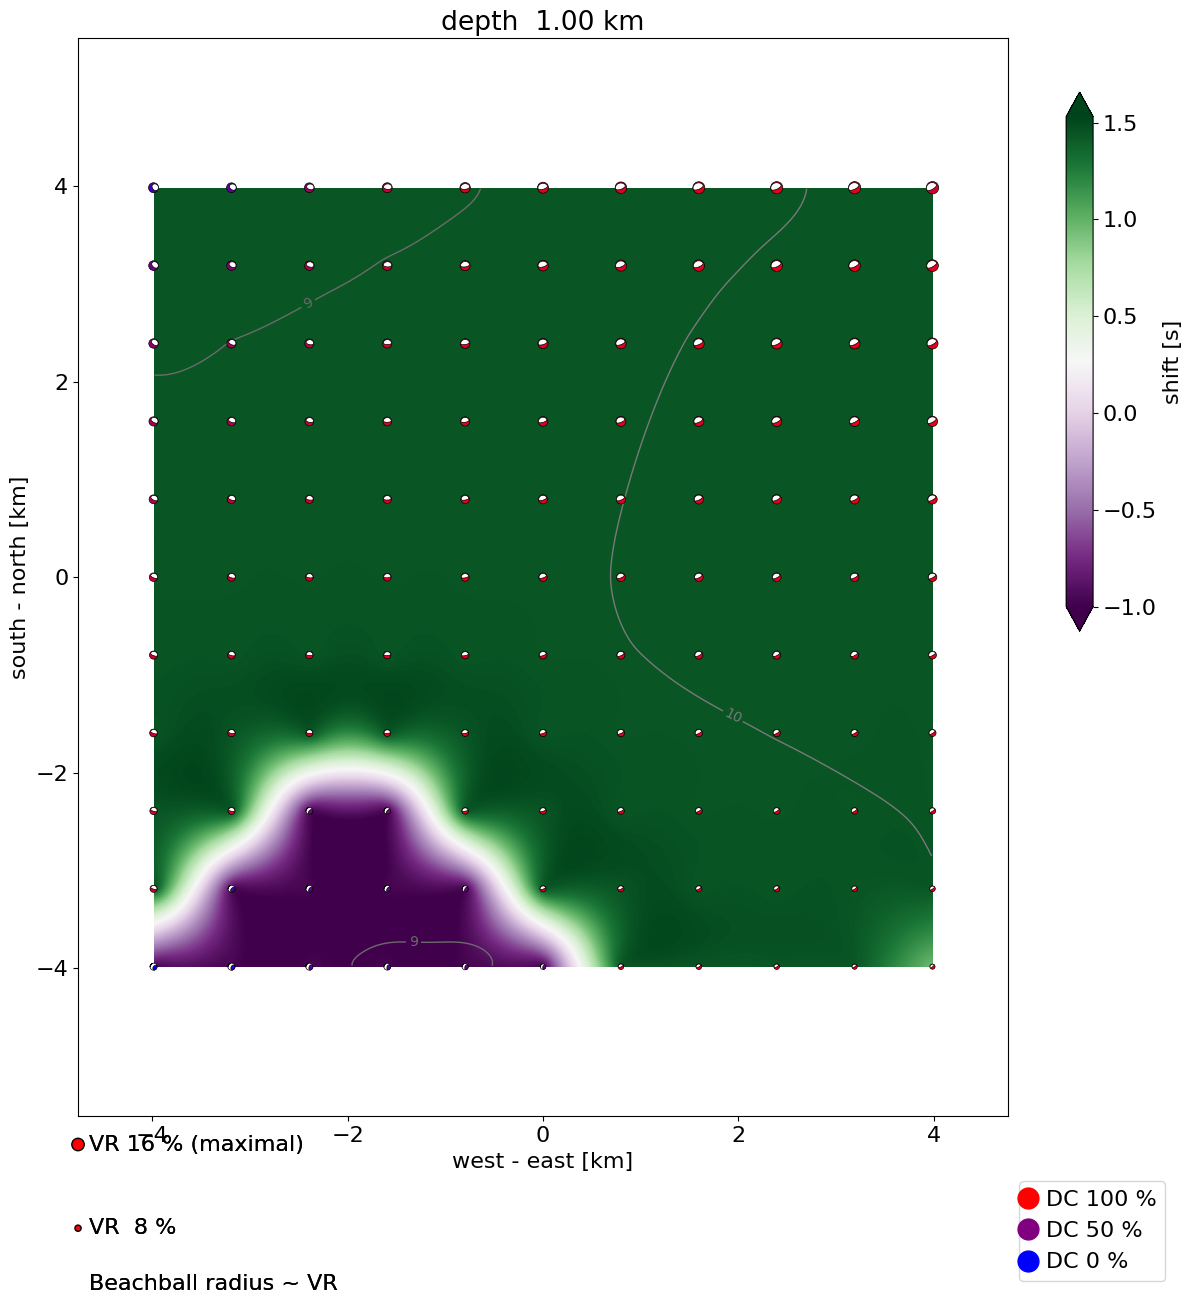 depth  1.00 km
4
2
0
−2
−4
south - north [km]
9
10
9
−4
−2
0
2
4
west - east [km]
1.5
1.0
0.5
0.0
−0.5
−1.0
shift [s]
VR 16 % (maximal)
VR  8 %
Beachball radius ~ VR
DC 100 %
DC 50 %
DC 0 %